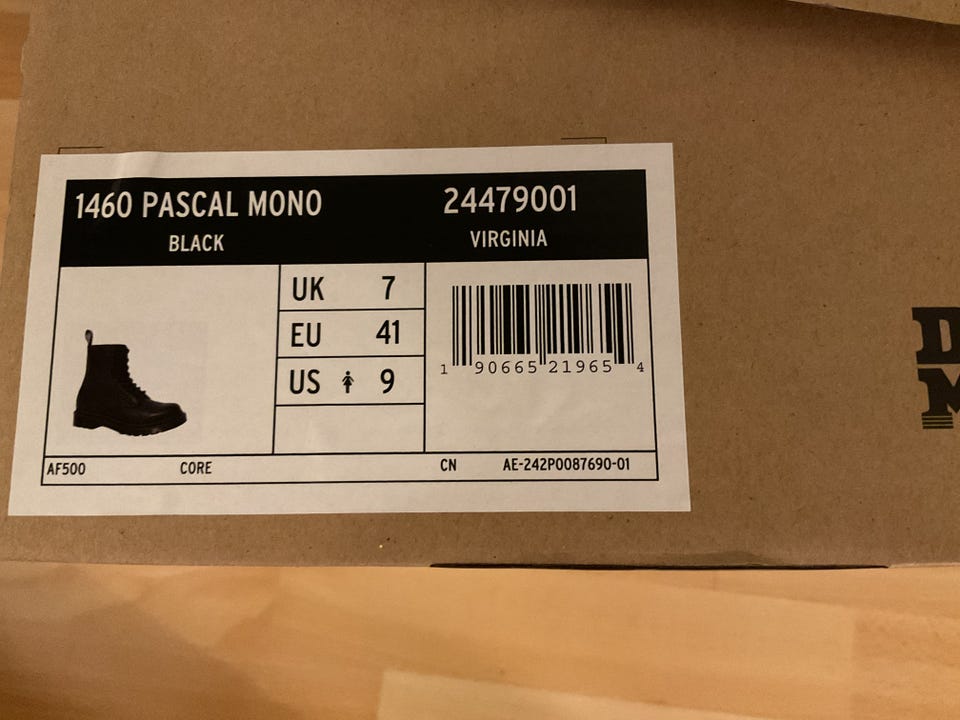 1460 PASCAL MONO
BLACK
24479001
VIRGINIA
UK 7
EU 41
US 9
1 90665 21965 4
AF500 CORE CN AE-242P0087690-01
D
M